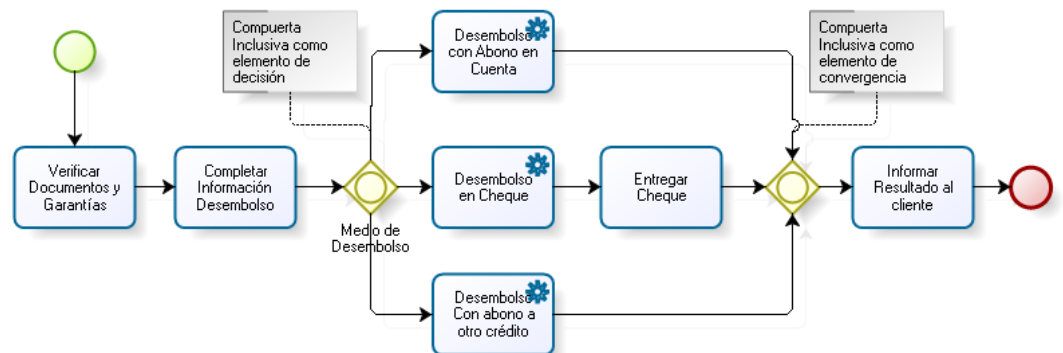 Compuerta
Inclusiva como
elemento de
decisión
Desembolso
con Abono en
Cuenta
Compuerta
Inclusiva como
elemento de
convergencia
Verificar
Documentos y
Garantías
Completar
Información
Desembolso
Medio de
Desembolso
Desembolso
en Cheque
Entregar
Cheque
Informar
Resultado al
cliente
Desembolso
Con abono a
otro crédito